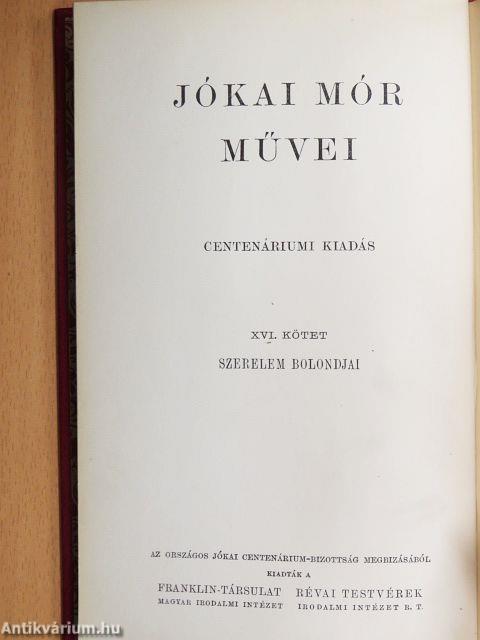 JÓKAI MÓR
MŰVEI
CENTENÁRIUMI KIADÁS
XVI. KÖTET
SZERELEM BOLONDJAI
AZ ORSZÁGOS JÓKAI CENTENÁRIUM-BIZOTTSÁG MEGBIZÁSÁBÓL
KIADTÁK A
FRANKLIN-TÁRSULAT RÉVAI TESTVÉREK
MAGYAR IRODALMI INTÉZET IRODALMI INTÉZET R. T.
Antikvárium.hu